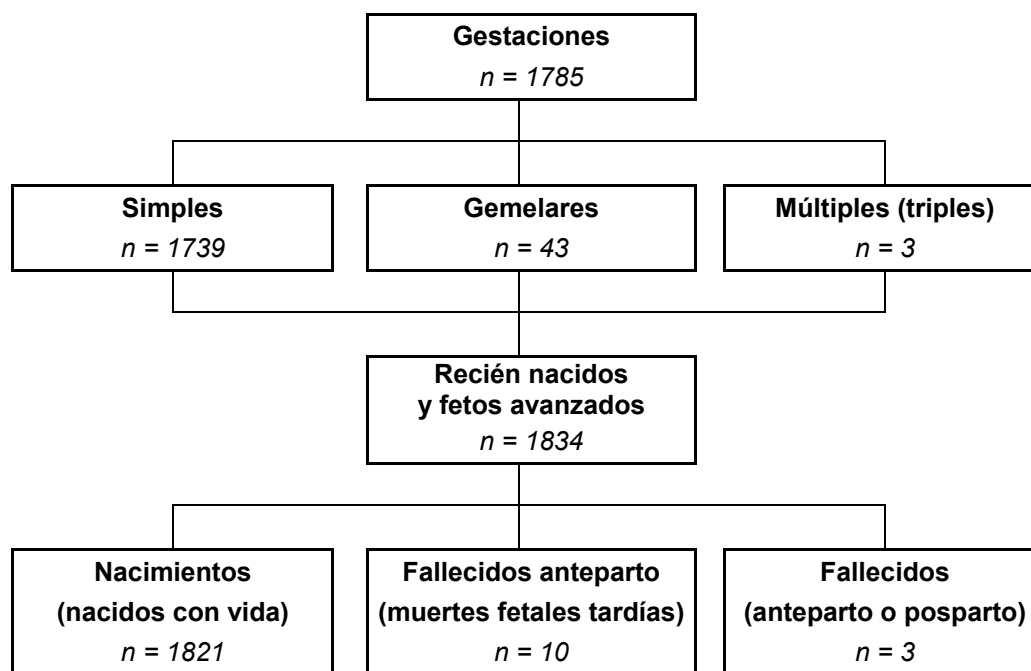 Gestaciones
n = 1785
Simples
n = 1739
Gemelares
n = 43
Múltiples (triples)
n = 3
Recién nacidos
y fetos avanzados
n = 1834
Nacimientos
(nacidos con vida)
n = 1821
Fallecidos anteparto
(muertes fetales tardías)
n = 10
Fallecidos
(anteparto o posparto)
n = 3